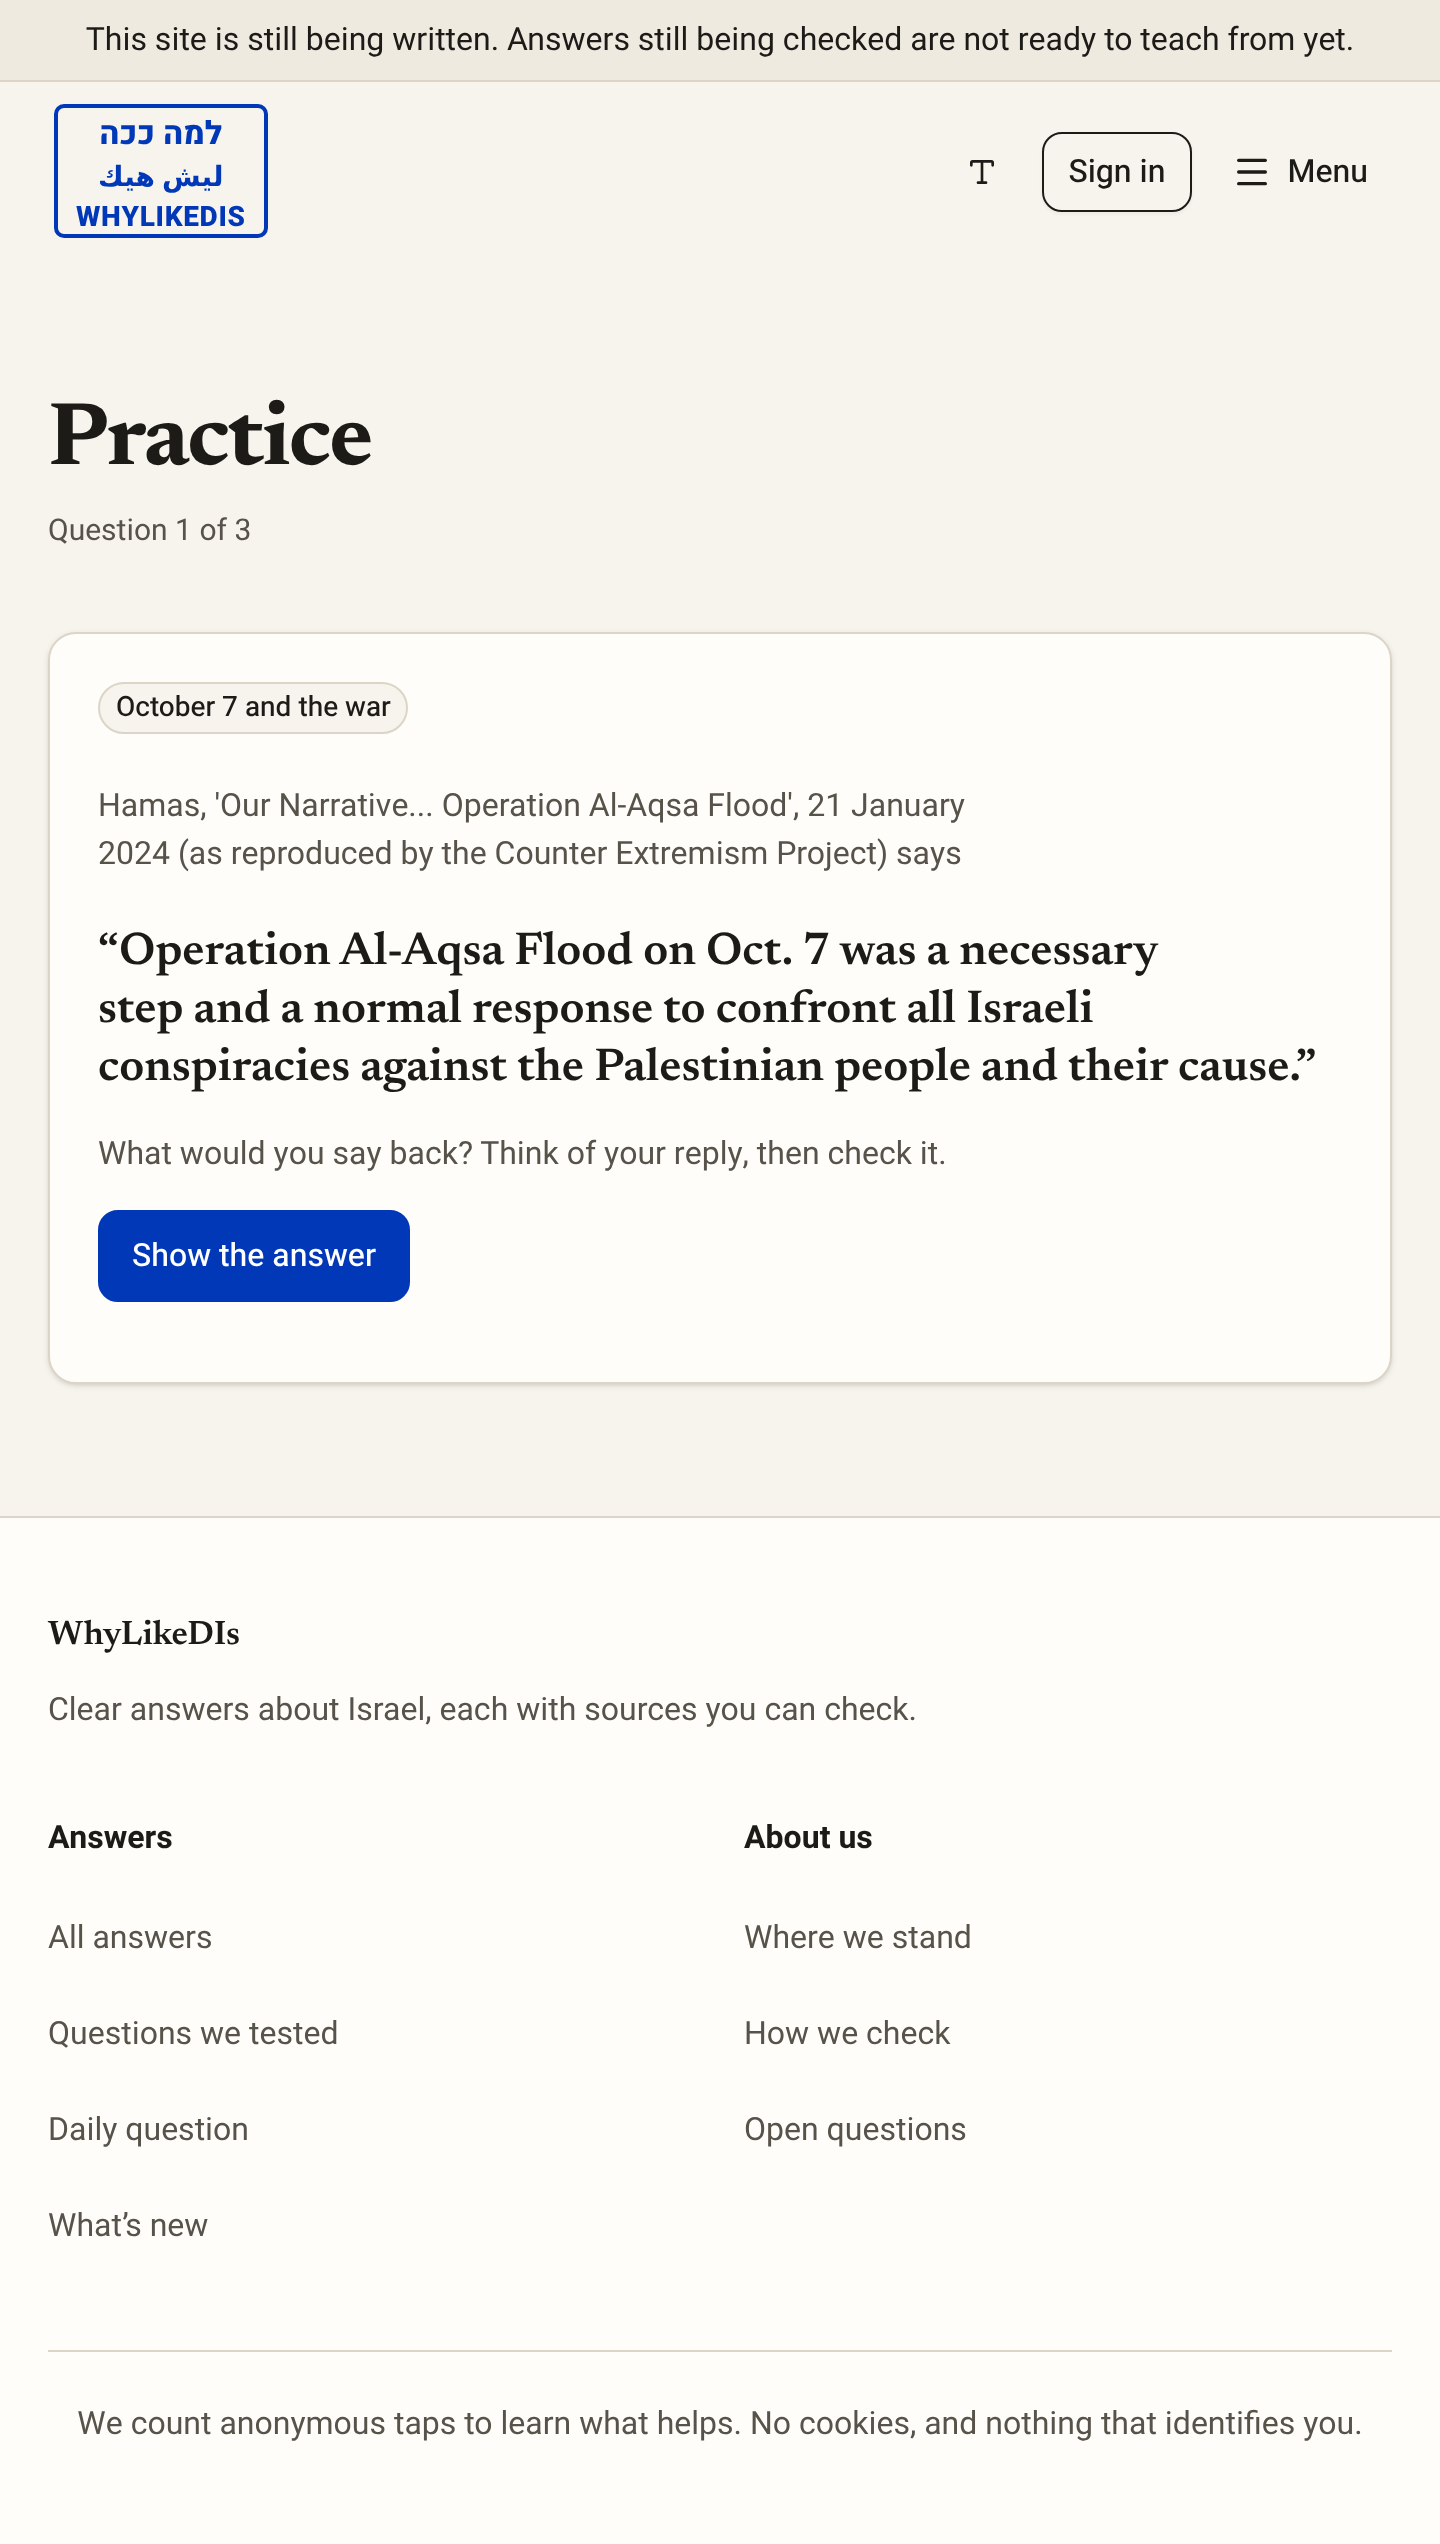 This site is still being written. Answers still being checked are not ready to teach from yet.
למה ככה
ليش هيك
WHYLIKEDIS
T
Sign in
Menu
Practice
Question 1 of 3
October 7 and the war
Hamas, 'Our Narrative... Operation Al-Aqsa Flood', 21 January
2024 (as reproduced by the Counter Extremism Project) says
“Operation Al-Aqsa Flood on Oct. 7 was a necessary
step and a normal response to confront all Israeli
conspiracies against the Palestinian people and their cause.”
What would you say back? Think of your reply, then check it.
Show the answer
WhyLikeDIs
Clear answers about Israel, each with sources you can check.
Answers
About us
All answers
Where we stand
Questions we tested
How we check
Daily question
Open questions
What’s new
We count anonymous taps to learn what helps. No cookies, and nothing that identifies you.